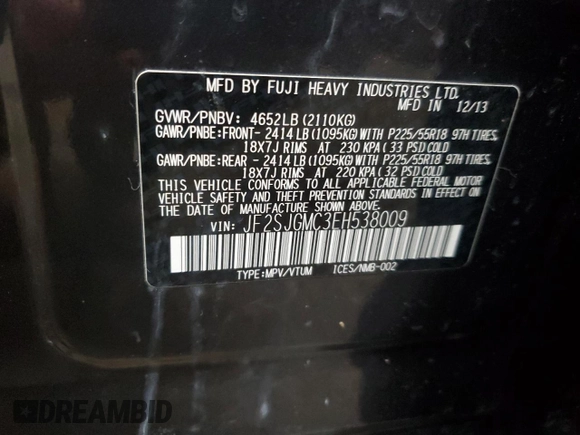 MFD BY FUJI HEAVY INDUSTRIES LTD.
MFD IN 12/13
GVWR/PNBV: 4652LB(2110KG)
GAWR/PNBE:FRONT- 2414LB(1095KG)WITH P225/55R18 97H TIRES,
18X7J RIMS AT 230 KPA( 33 PSI)COLD
GAWR/PNBE:REAR - 2414LB(1095KG)WITH P225/55R18 97H TIRES,
18X7J RIMS AT 220 KPA( 32 PSI)COLD
THIS VEHICLE CONFORMS TO ALL APPLICABLE FEDERAL MOTOR
VEHICLE SAFETY AND THEFT PREVENTION STANDARDS IN EFFECT ON
THE DATE OF MANUFACTURE SHOWN ABOVE.
VIN: JF2SJGMC3EH538009
TYPE:MPV/VTUM ICES/NMB-002
DREAMBID